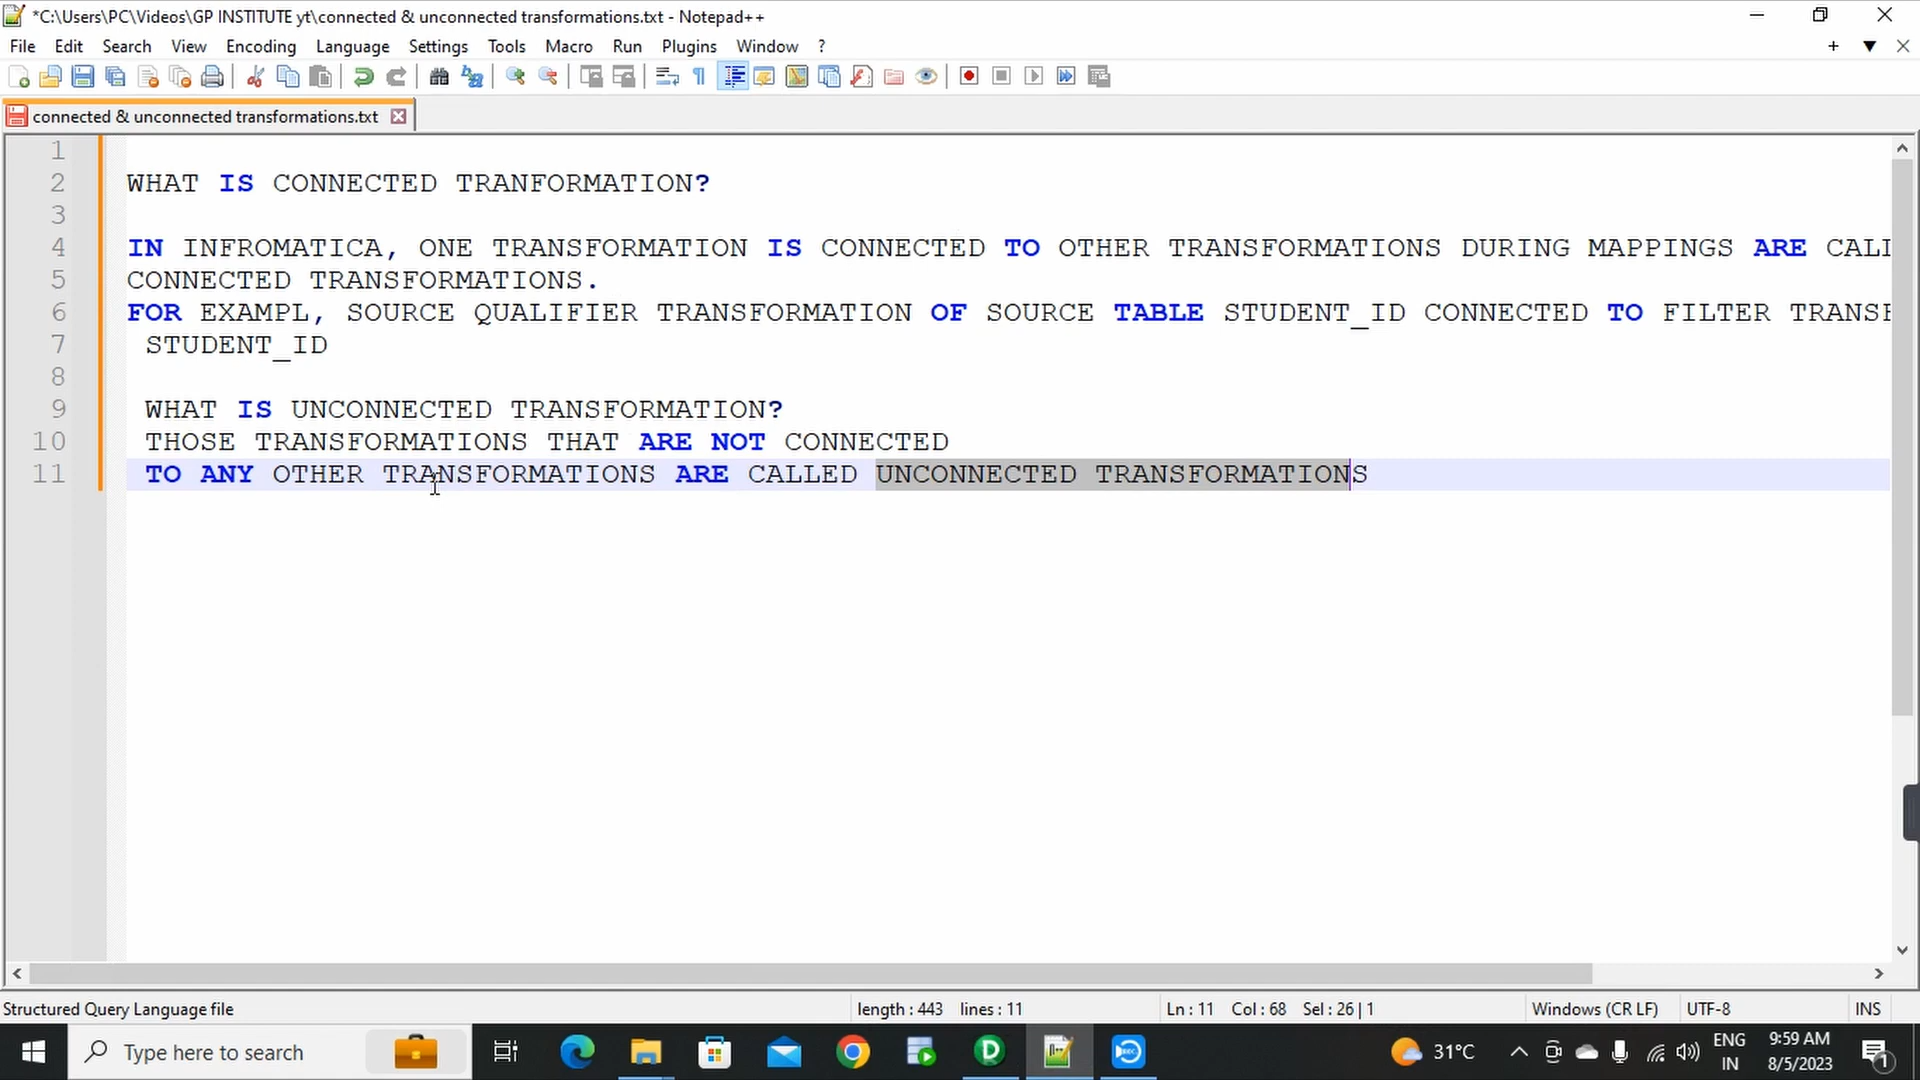 *C:\Users\PC\Videos\GP INSTITUTE yt\connected & unconnected transformations.txt - Notepad++
File Edit Search View Encoding Language Settings Tools Macro Run Plugins Window ?
connected & unconnected transformations.txt
1
2 WHAT IS CONNECTED TRANFORMATION?
3
4 IN INFROMATICA, ONE TRANSFORMATION IS CONNECTED TO OTHER TRANSFORMATIONS DURING MAPPINGS ARE CALL
5 CONNECTED TRANSFORMATIONS.
6 FOR EXAMPL, SOURCE QUALIFIER TRANSFORMATION OF SOURCE TABLE STUDENT_ID CONNECTED TO FILTER TRANSF
7 STUDENT_ID
8
9 WHAT IS UNCONNECTED TRANSFORMATION?
10 THOSE TRANSFORMATIONS THAT ARE NOT CONNECTED
11 TO ANY OTHER TRANSFORMATIONS ARE CALLED UNCONNECTED TRANSFORMATIONS
Structured Query Language file length : 443 lines : 11 Ln : 11 Col : 68 Sel : 26 | 1 Windows (CR LF) UTF-8 INS
Type here to search 31°C ENG 9:59 AM
IN 8/5/2023 1